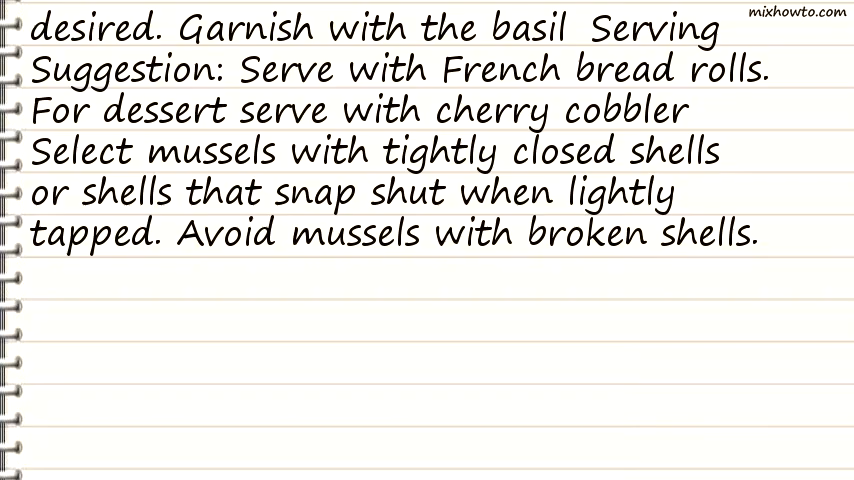 mixhowto.com
desired. Garnish with the basil  Serving
Suggestion: Serve with French bread rolls.
For dessert serve with cherry cobbler
Select mussels with tightly closed shells
or shells that snap shut when lightly
tapped. Avoid mussels with broken shells.